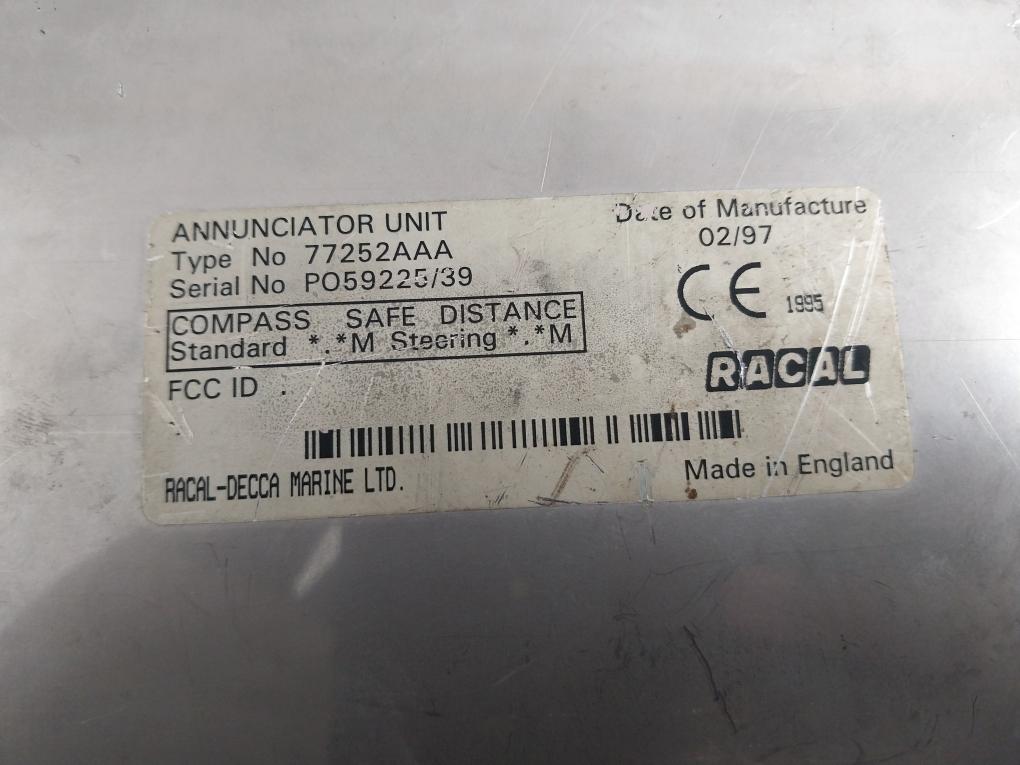 ANNUNCIATOR UNIT
Type No 77252AAA
Serial No PO59225/39
COMPASS SAFE DISTANCE
Standard *.*M Steering *.*M
FCC ID .
RACAL-DECCA MARINE LTD.
Date of Manufacture
02/97
CE 1995
RACAL
Made in England